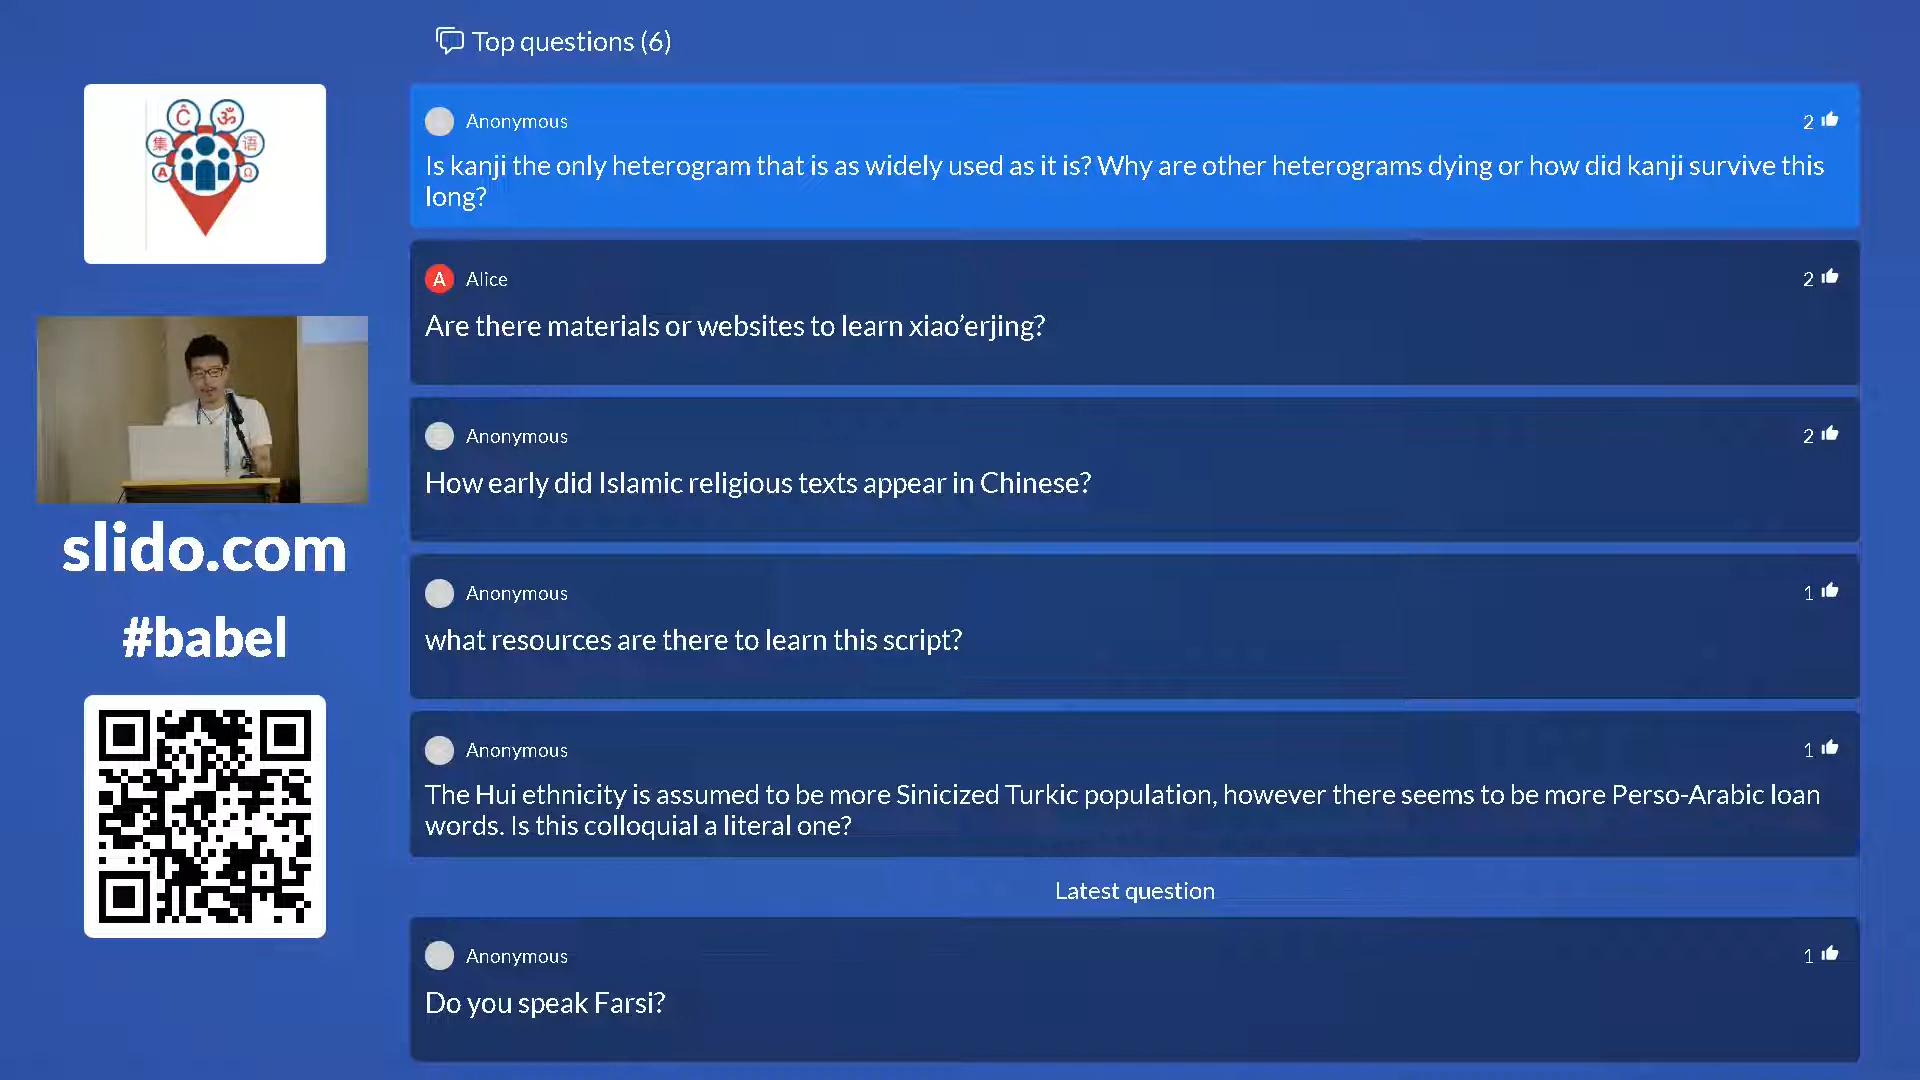 Top questions (6)
Ĉ ॐ
集 语
A Ω
slido.com
#babel
Anonymous
2
Is kanji the only heterogram that is as widely used as it is? Why are other heterograms dying or how did kanji survive this
long?
A Alice
2
Are there materials or websites to learn xiao’erjing?
Anonymous
2
How early did Islamic religious texts appear in Chinese?
Anonymous
1
what resources are there to learn this script?
Anonymous
1
The Hui ethnicity is assumed to be more Sinicized Turkic population, however there seems to be more Perso-Arabic loan
words. Is this colloquial a literal one?
Latest question
Anonymous
1
Do you speak Farsi?